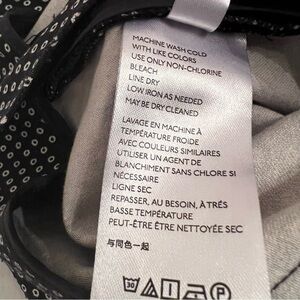 MACHINE WASH COLD
WITH LIKE COLORS
USE ONLY NON-CHLORINE
BLEACH
LINE DRY
LOW IRON AS NEEDED
MAY BE DRY CLEANED
LAVAGE EN MACHINE À
TEMPÉRATURE FROIDE
AVEC COULEURS SIMILAIRES
UTILISER UN AGENT DE
BLANCHIMENT SANS CHLORE SI
NÉCESSAIRE
LIGNE SEC
REPASSER, AU BESOIN, À TRÉS
BASSE TEMPÉRATURE
PEUT-ÊTRE ÊTRE NETTOYÉE SEC
与同色一起
30
P